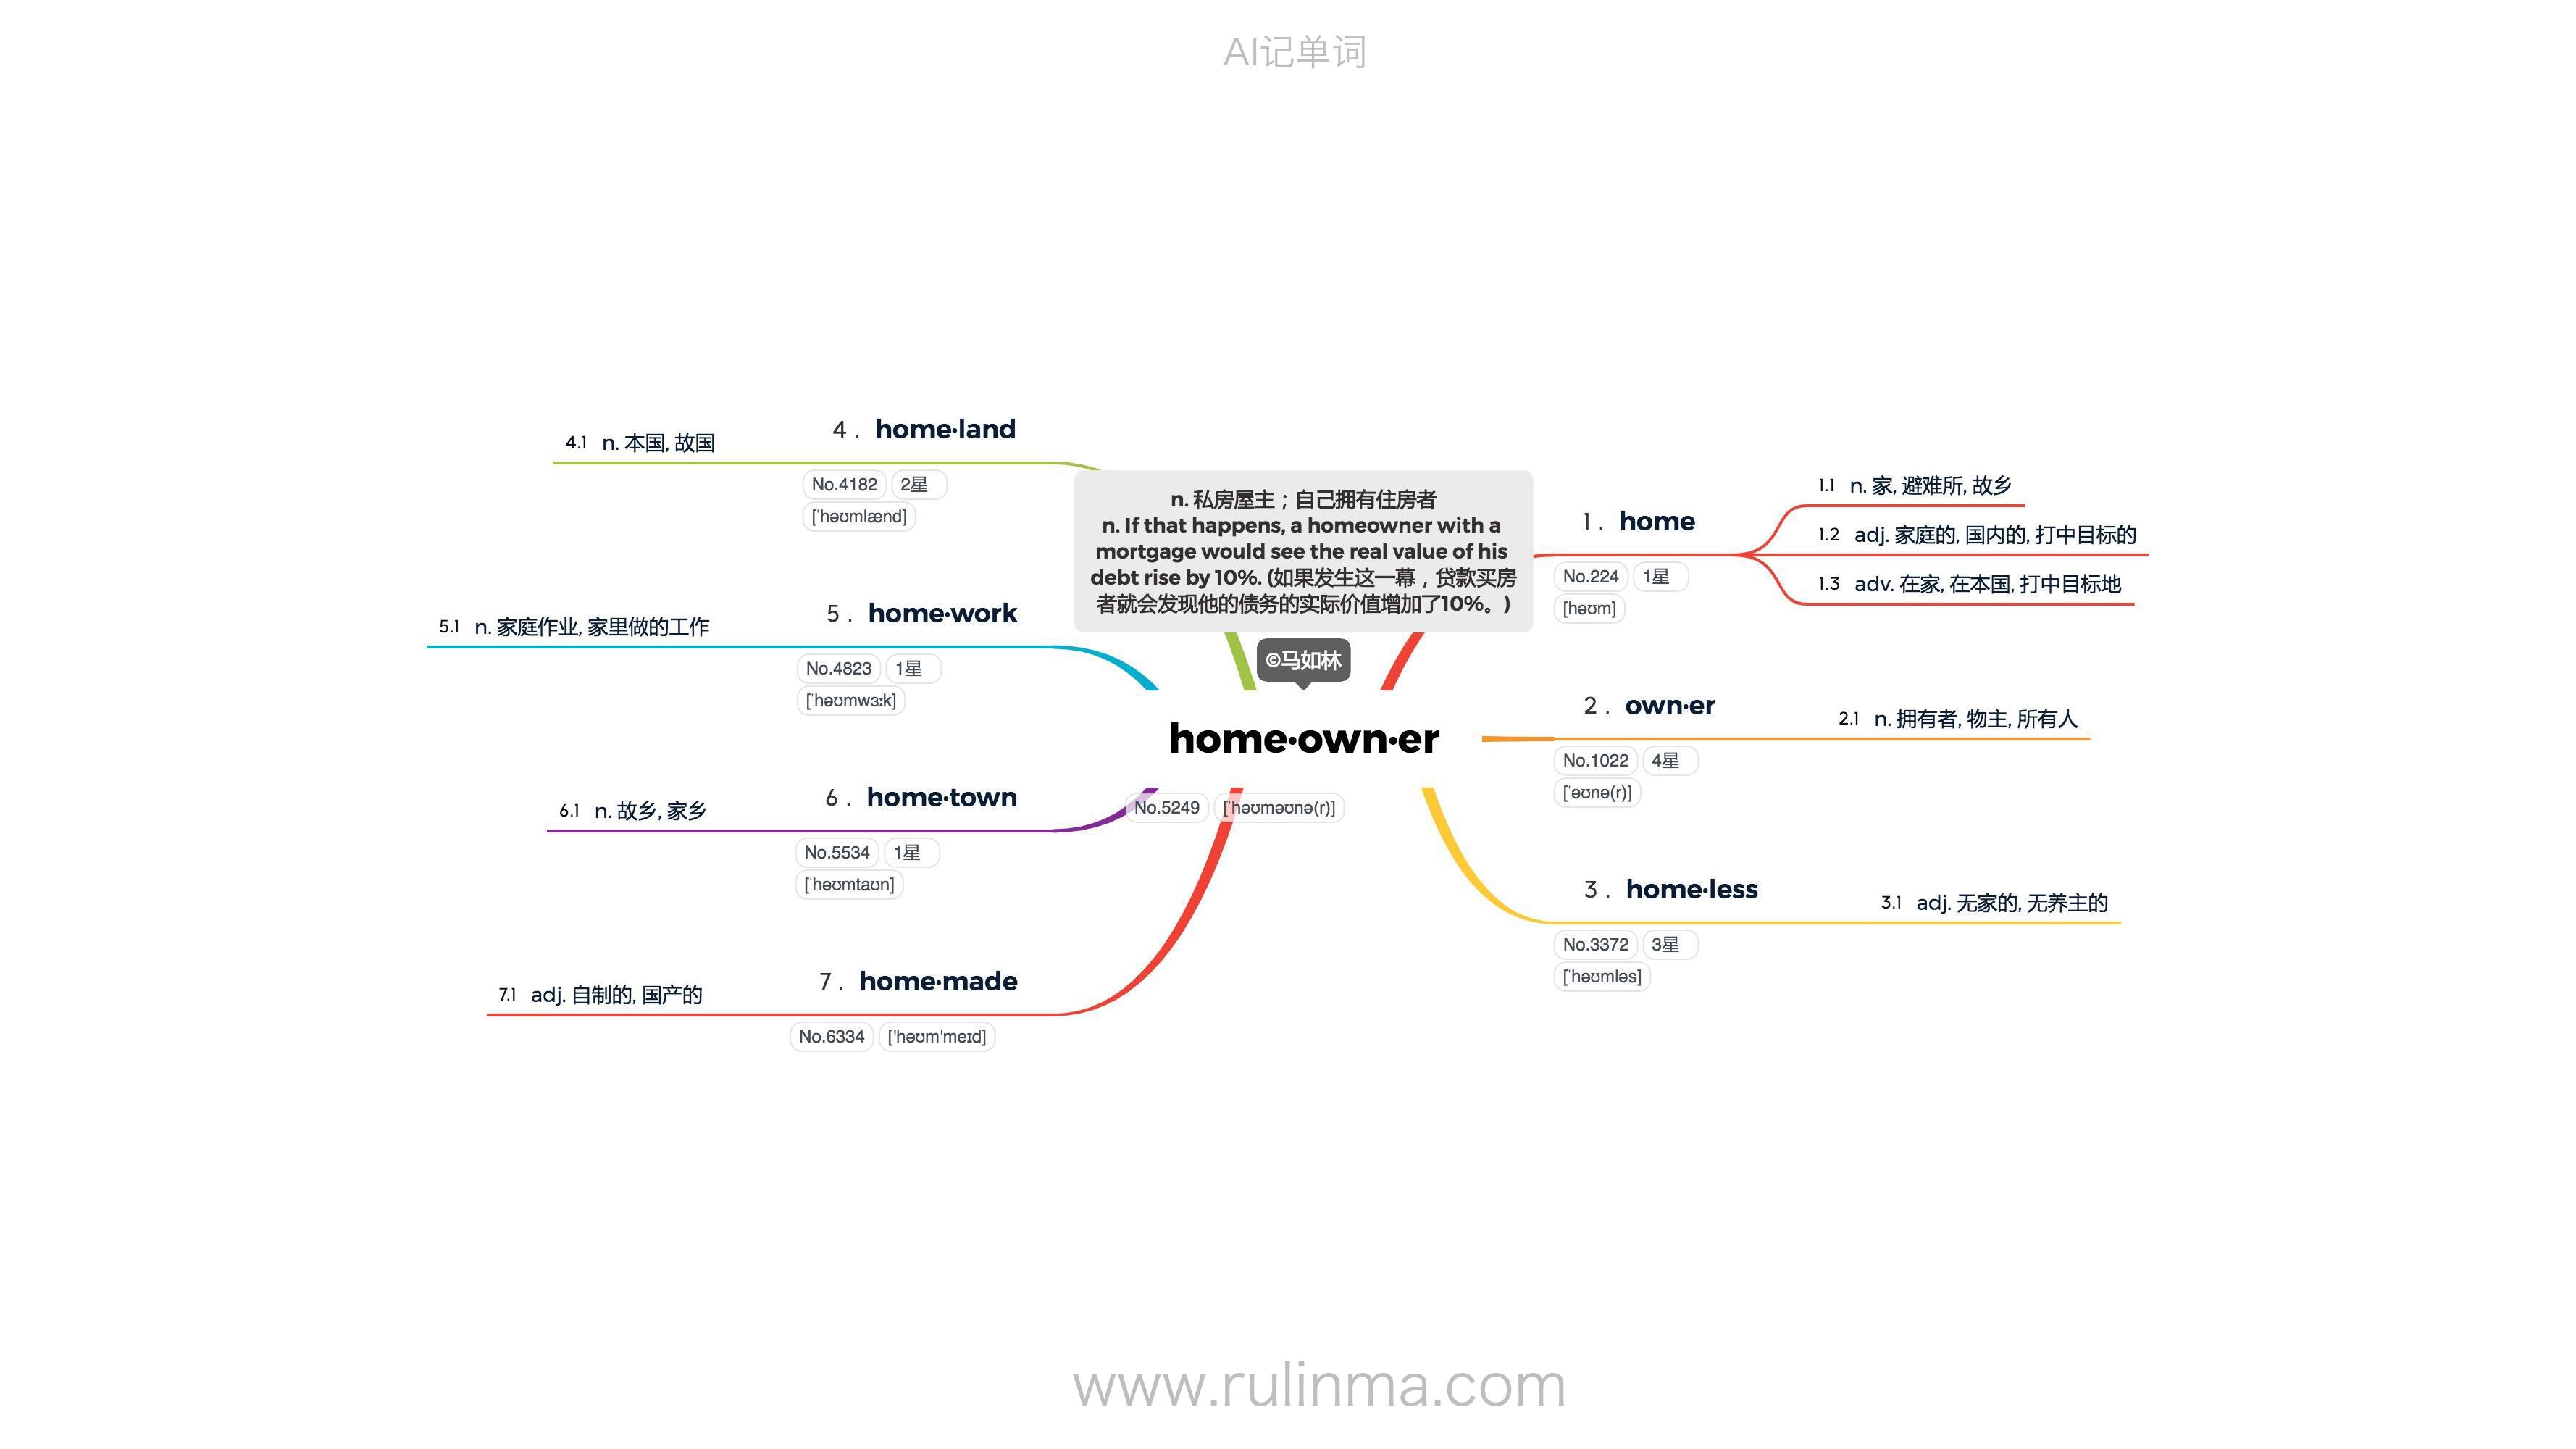 AI记单词
n. 私房屋主；自己拥有住房者
n. If that happens, a homeowner with a
mortgage would see the real value of his
debt rise by 10%. (如果发生这一幕，贷款买房
者就会发现他的债务的实际价值增加了10%。)
©马如林
home·own·er
No.5249 [ˈhəʊməʊnə(r)]
1. home
No.224 1星
[həʊm]
1.1 n. 家, 避难所, 故乡
1.2 adj. 家庭的, 国内的, 打中目标的
1.3 adv. 在家, 在本国, 打中目标地
2. own·er
No.1022 4星
[ˈəʊnə(r)]
2.1 n. 拥有者, 物主, 所有人
3. home·less
No.3372 3星
[ˈhəʊmləs]
3.1 adj. 无家的, 无养主的
4. home·land
No.4182 2星
[ˈhəʊmlænd]
4.1 n. 本国, 故国
5. home·work
No.4823 1星
[ˈhəʊmwɜːk]
5.1 n. 家庭作业, 家里做的工作
6. home·town
No.5534 1星
[ˈhəʊmtaʊn]
6.1 n. 故乡, 家乡
7. home·made
No.6334 ['həʊm'meɪd]
7.1 adj. 自制的, 国产的
www.rulinma.com